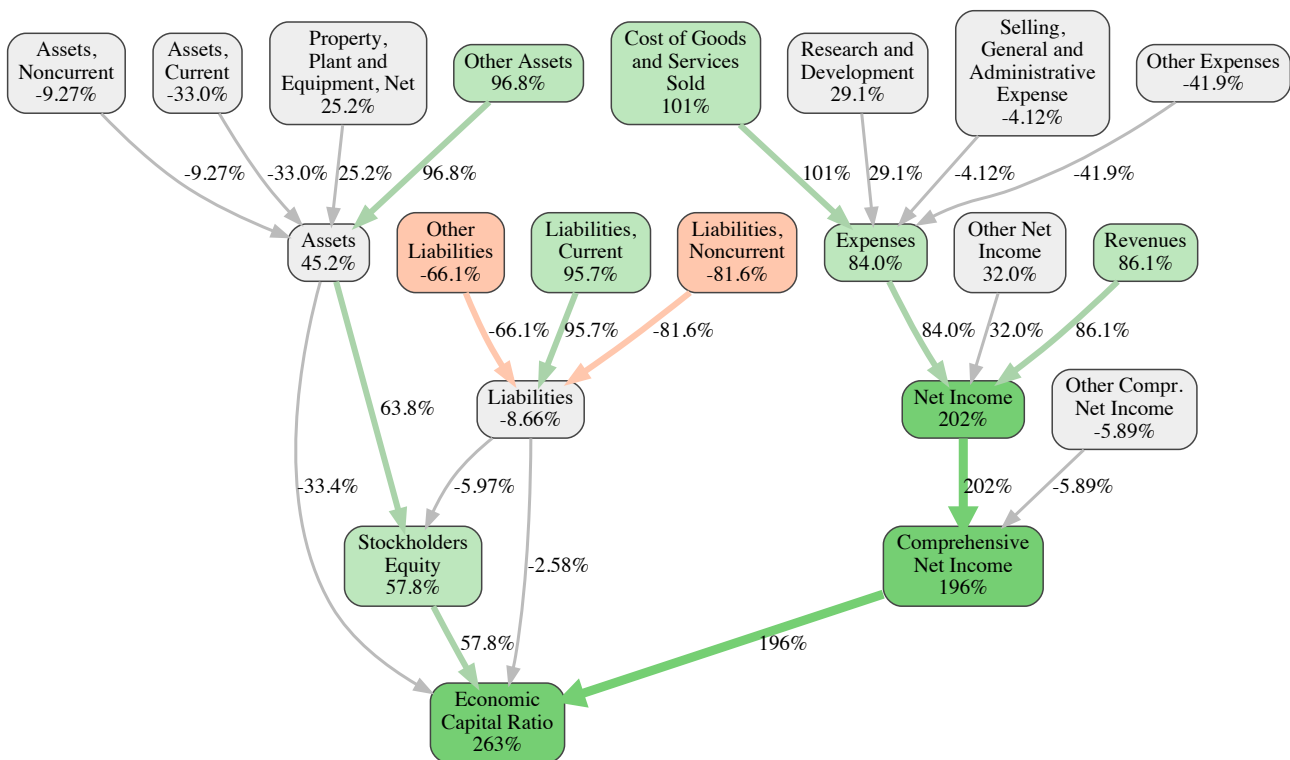 Assets,
Noncurrent
-9.27%
Assets,
Current
-33.0%
Property,
Plant and
Equipment, Net
25.2%
Other Assets
96.8%
Cost of Goods
and Services
Sold
101%
Research and
Development
29.1%
Selling,
General and
Administrative
Expense
-4.12%
Other Expenses
-41.9%
-9.27%
-33.0%
25.2%
96.8%
101%
29.1%
-4.12%
-41.9%
Assets
45.2%
Other
Liabilities
-66.1%
Liabilities,
Current
95.7%
Liabilities,
Noncurrent
-81.6%
Expenses
84.0%
Other Net
Income
32.0%
Revenues
86.1%
-66.1%
95.7%
-81.6%
84.0%
32.0%
86.1%
63.8%
Liabilities
-8.66%
Net Income
202%
Other Compr.
Net Income
-5.89%
-33.4%
-5.97%
202%
-5.89%
Stockholders
Equity
57.8%
-2.58%
Comprehensive
Net Income
196%
57.8%
196%
Economic
Capital Ratio
263%